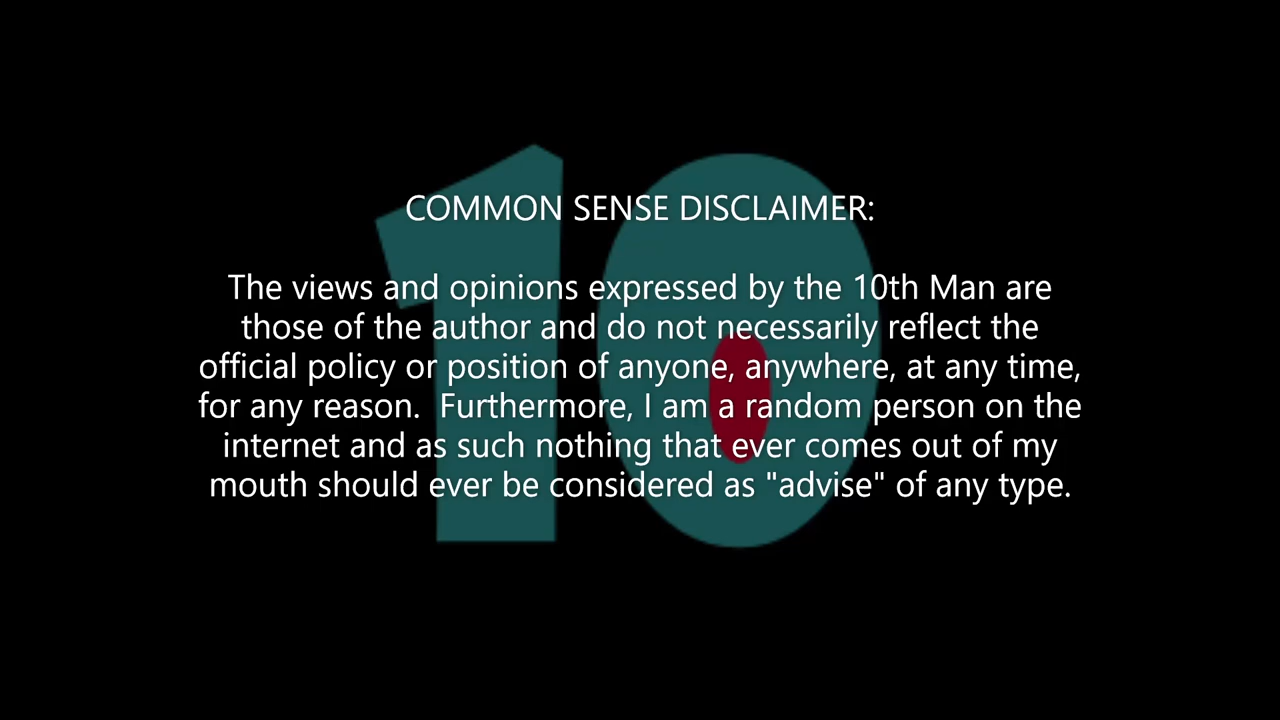 10
COMMON SENSE DISCLAIMER:
The views and opinions expressed by the 10th Man are
those of the author and do not necessarily reflect the
official policy or position of anyone, anywhere, at any time,
for any reason.  Furthermore, I am a random person on the
internet and as such nothing that ever comes out of my
mouth should ever be considered as "advise" of any type.